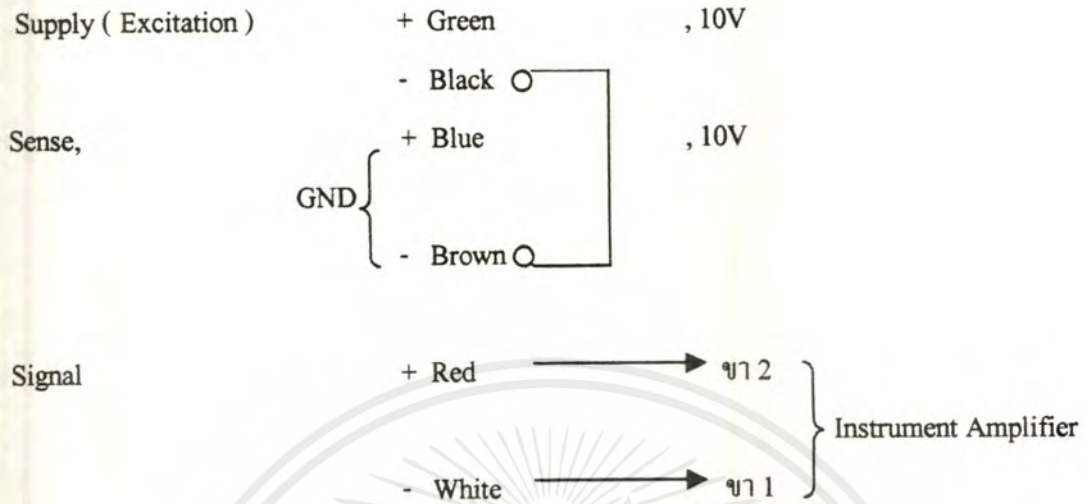 Supply ( Excitation ) + Green , 10V
- Black
Sense, + Blue , 10V
GND
- Brown
Signal + Red ขา 2
Instrument Amplifier
- White ขา 1